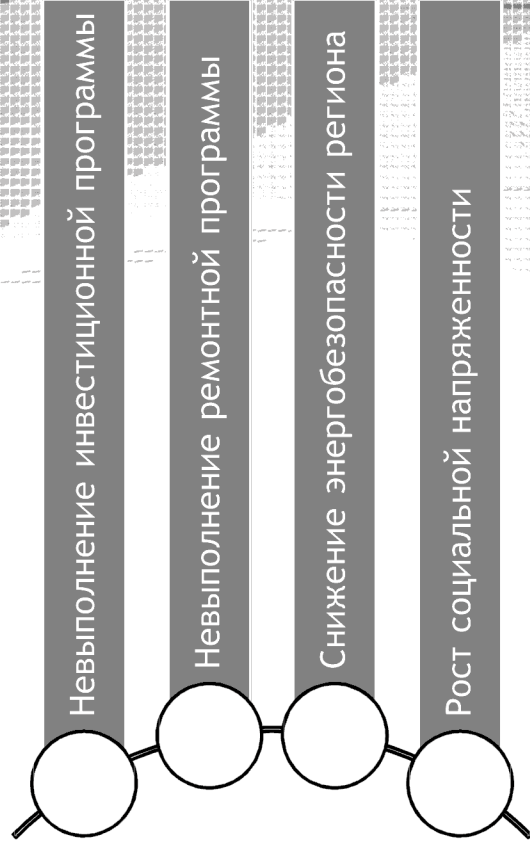 Невыполнение инвестиционной программы
Невыполнение ремонтной программы
Снижение энергобезопасности региона
Рост социальной напряженности